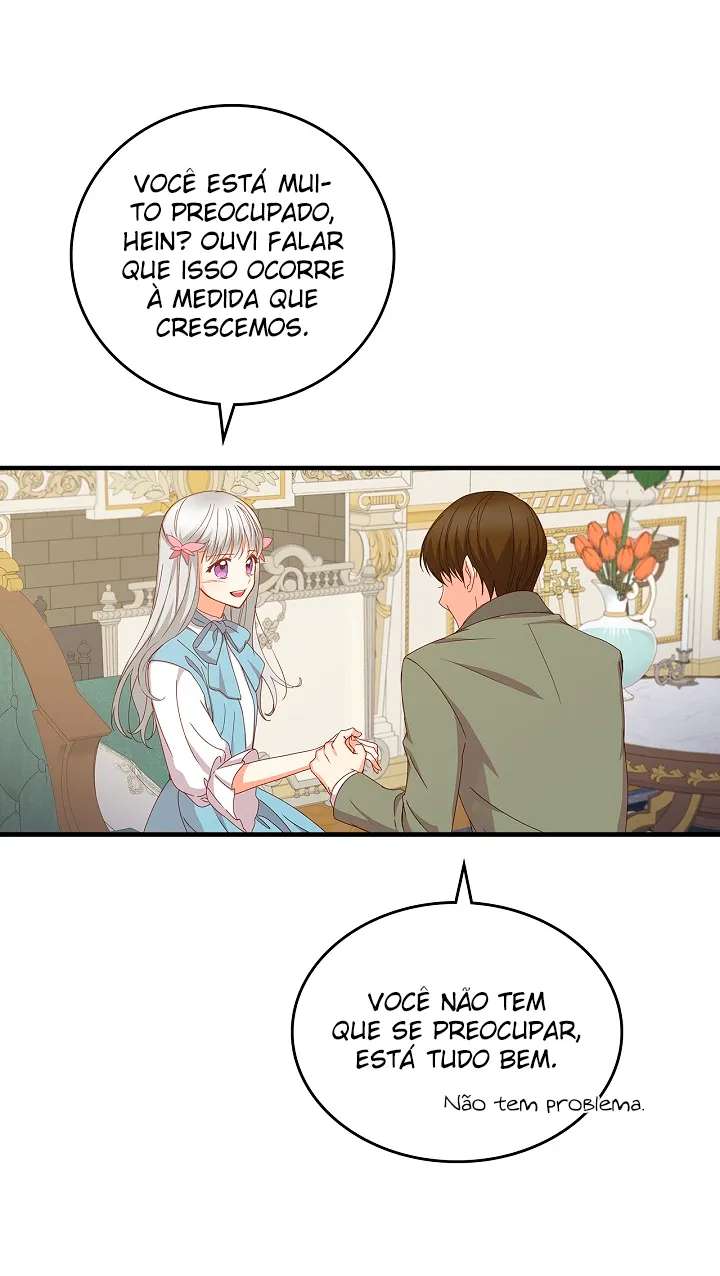 VOCÊ ESTÁ MUI-
TO PREOCUPADO,
HEIN? OUVI FALAR
QUE ISSO OCORRE
À MEDIDA QUE
CRESCEMOS.
VOCÊ NÃO TEM
QUE SE PREOCUPAR,
ESTÁ TUDO BEM.
Não tem problema.